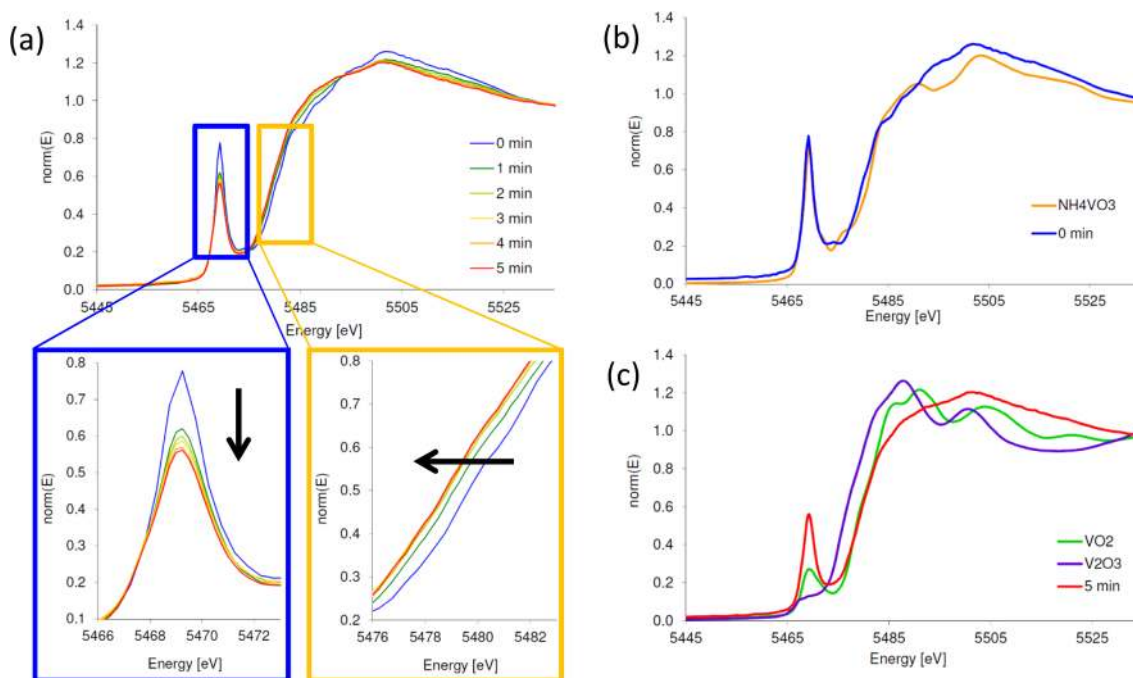 (a)
1.4
1.2
1.0
0.8
0.6
0.4
0.2
0.0
norm(E)
5445
5465
5485
5505
5525
Energy [eV]
0 min
1 min
2 min
3 min
4 min
5 min
0.8
0.7
0.6
0.5
0.4
0.3
0.2
0.1
norm(E)
5466
5468
5470
5472
Energy [eV]
0.8
0.7
0.6
0.5
0.4
0.3
0.2
norm(E)
5476
5478
5480
5482
Energy [eV]
(b)
1.4
1.2
1.0
0.8
0.6
0.4
0.2
0.0
norm(E)
5445
5465
5485
5505
5525
Energy [eV]
NH4VO3
0 min
(c)
1.4
1.2
1.0
0.8
0.6
0.4
0.2
0.0
norm(E)
5445
5465
5485
5505
5525
Energy [eV]
VO2
V2O3
5 min